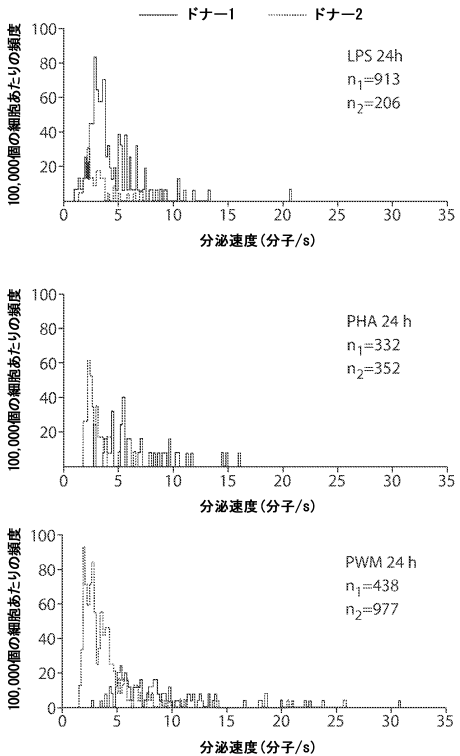 ドナー1 ドナー2
100,000個の細胞あたりの頻度
100
80
60
40
20
LPS 24h
n1=913
n2=206
0 5 10 15 20 25 30 35
分泌速度(分子/s)
100,000個の細胞あたりの頻度
100
80
60
40
20
PHA 24 h
n1=332
n2=352
0 5 10 15 20 25 30 35
分泌速度(分子/s)
100,000個の細胞あたりの頻度
100
80
60
40
20
0
PWM 24 h
n1=438
n2=977
0 5 10 15 20 25 30 35
分泌速度(分子/s)